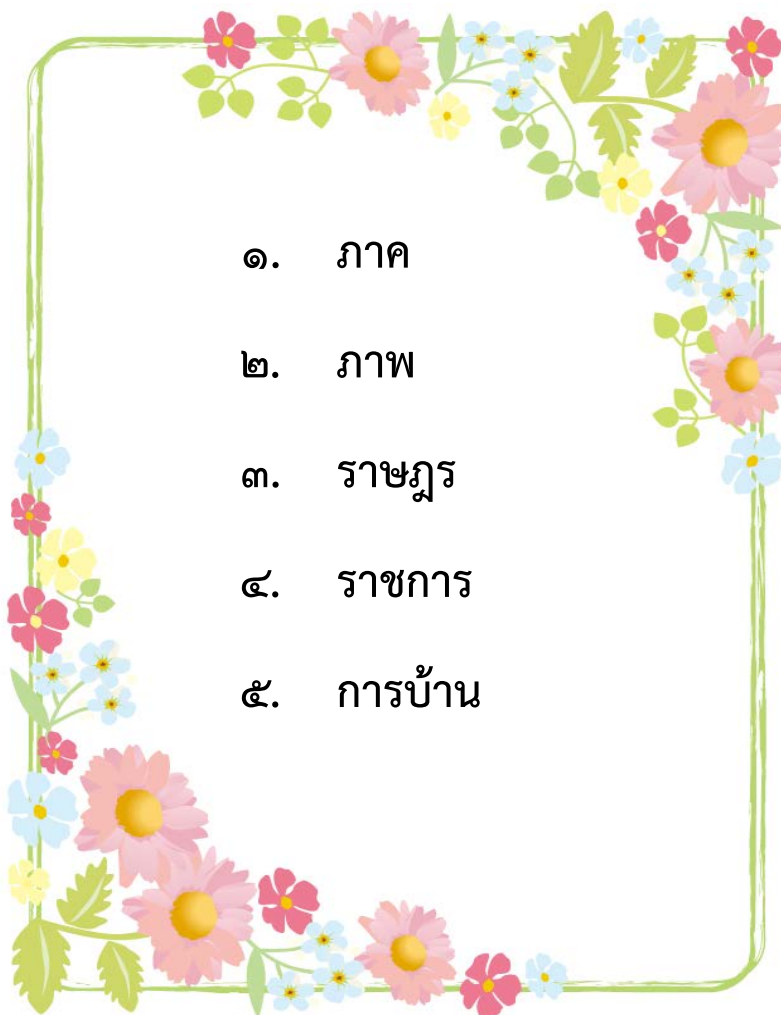 ๑. ภาค
๒. ภาพ
๓. ราษฎร
๔. ราชการ
๕. การบ้าน